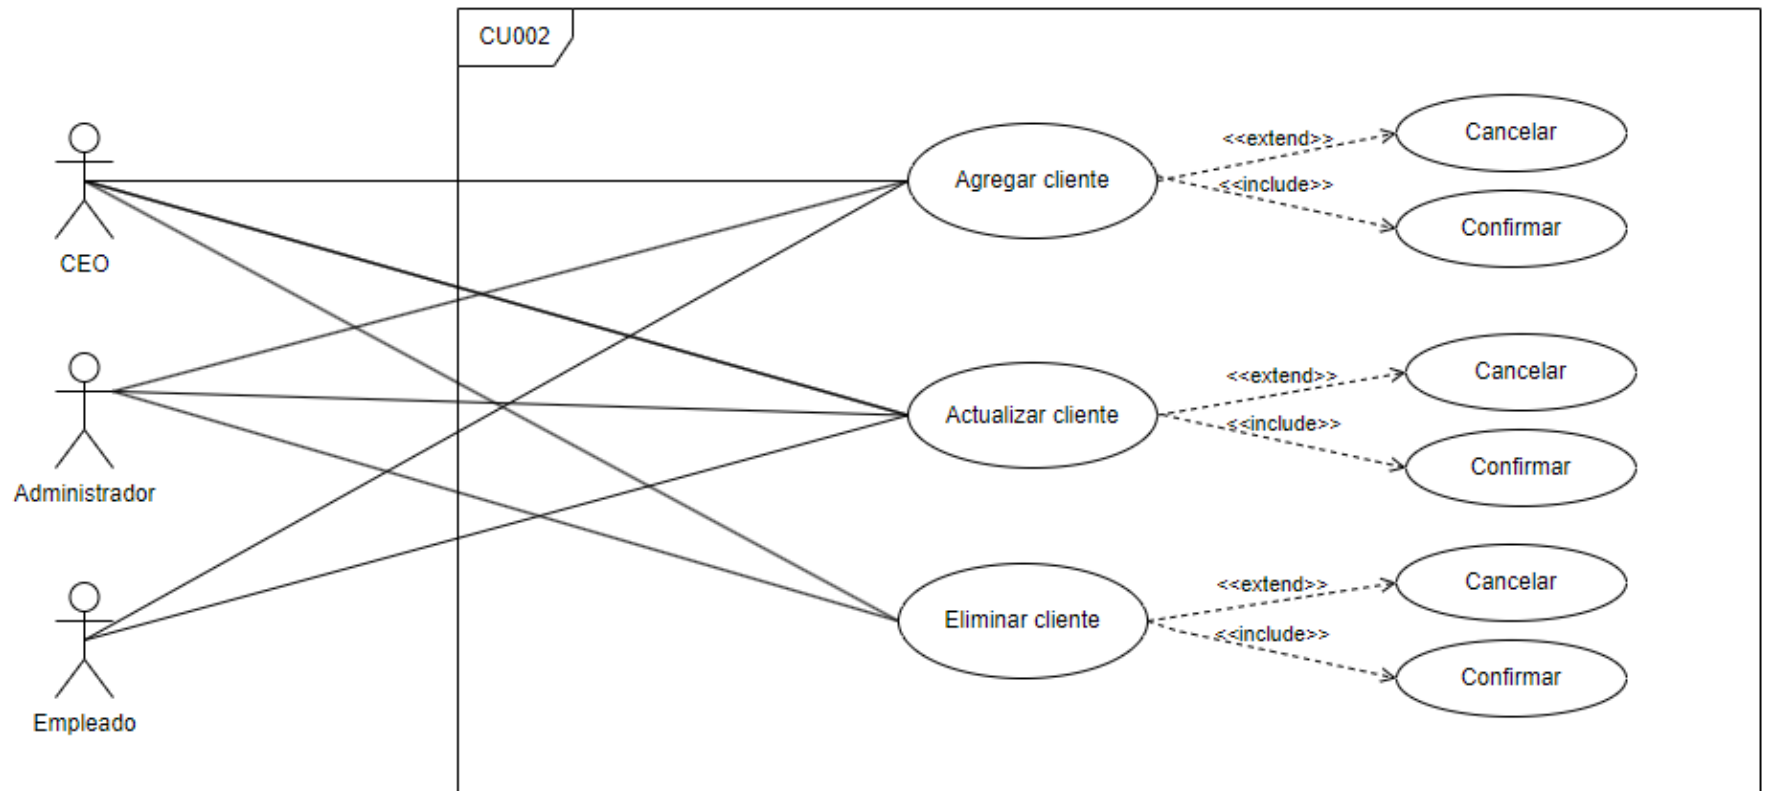 CU002
CEO
Administrador
Empleado
Agregar cliente
<<extend>>
Cancelar
<<include>>
Confirmar
Actualizar cliente
<<extend>>
Cancelar
<<include>>
Confirmar
Eliminar cliente
<<extend>>
Cancelar
<<include>>
Confirmar